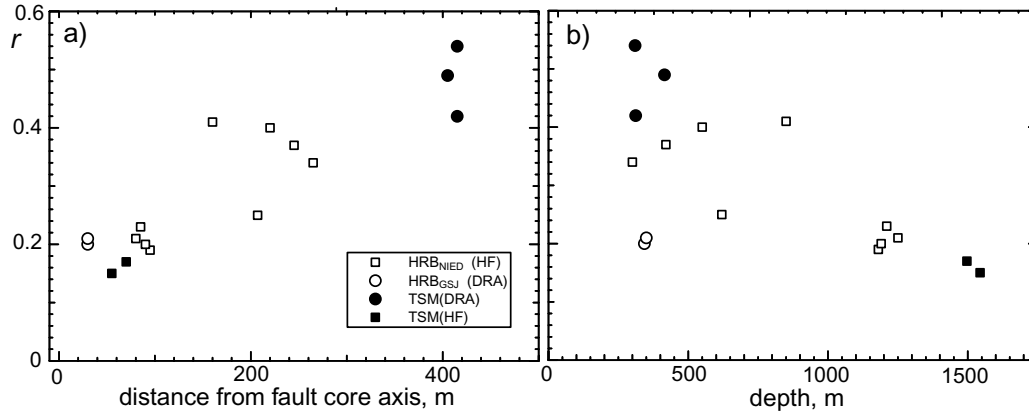 0.6
r
a)
0.4
0.2
0
HRB_NIED (HF)
HRB_GSJ (DRA)
TSM(DRA)
TSM(HF)
0 200 400
distance from fault core axis, m
b)
0 500 1000 1500
depth, m